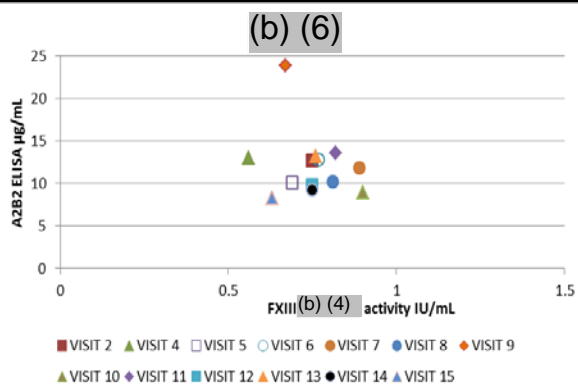 (b) (6)
25
20
15
10
5
0
A2B2 ELISA µg/mL
0 0.5 1 1.5
FXIII (b) (4) activity IU/mL
VISIT 2 VISIT 4 VISIT 5 VISIT 6 VISIT 7 VISIT 8 VISIT 9
VISIT 10 VISIT 11 VISIT 12 VISIT 13 VISIT 14 VISIT 15